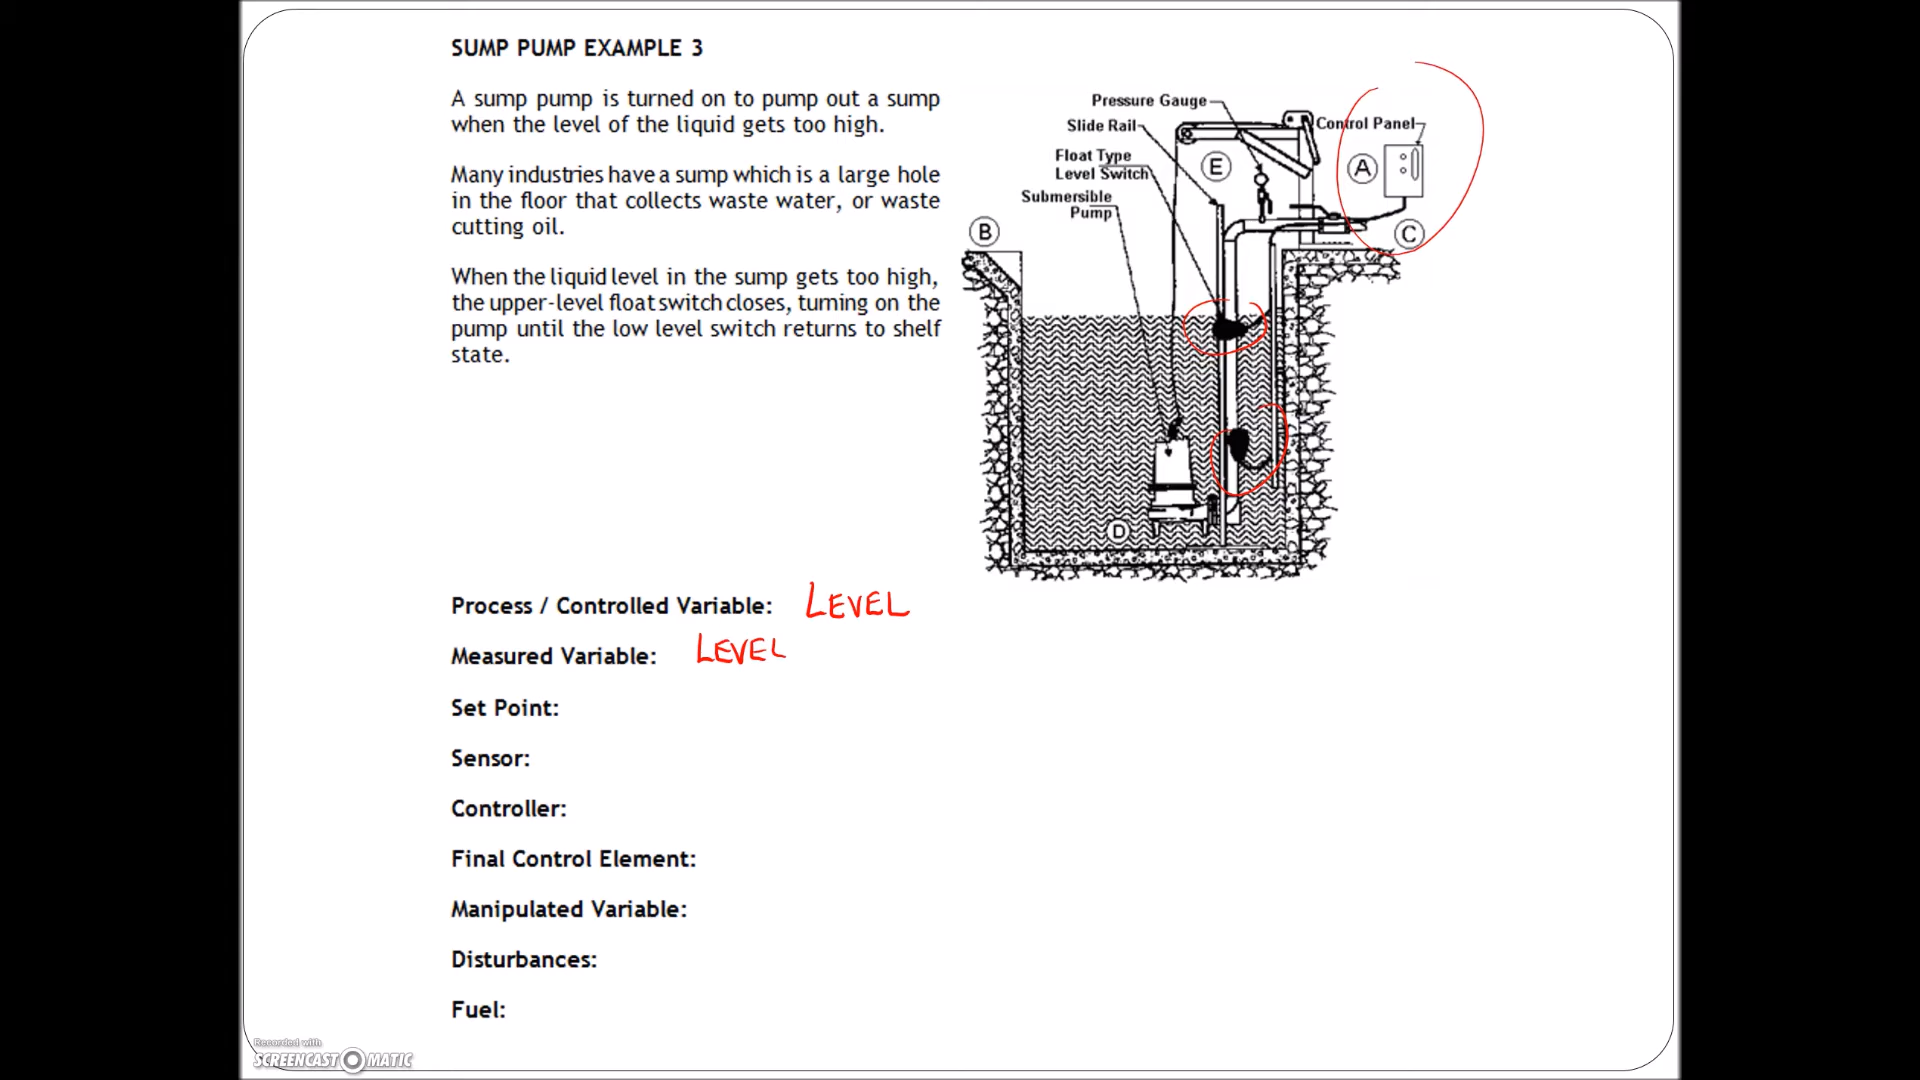 SUMP PUMP EXAMPLE 3
A sump pump is turned on to pump out a sump
when the level of the liquid gets too high.
Many industries have a sump which is a large hole
in the floor that collects waste water, or waste
cutting oil.
When the liquid level in the sump gets too high,
the upper-level float switch closes, turning on the
pump until the low level switch returns to shelf
state.
Pressure Gauge
Slide Rail
Float Type
Level Switch
Submersible
Pump
Control Panel
A
B
C
D
E
Process / Controlled Variable: LEVEL
Measured Variable: LEVEL
Set Point:
Sensor:
Controller:
Final Control Element:
Manipulated Variable:
Disturbances:
Fuel:
Recorded with
SCREENCAST O MATIC